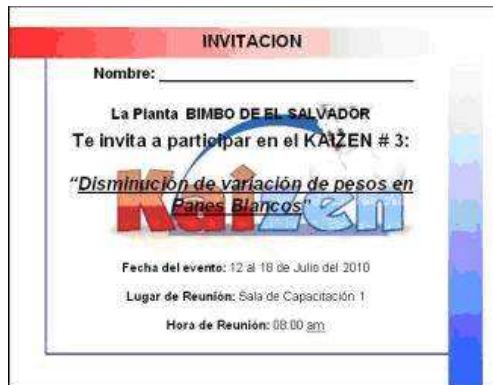 INVITACION
Nombre:
La Planta BIMBO DE EL SALVADOR
Te invita a participar en el KAIZEN # 3:
"Disminución de variación de pesos en
Panes Blancos"
Kaizen
Fecha del evento: 12 al 18 de Julio del 2010
Lugar de Reunión: Sala de Capacitación 1
Hora de Reunión: 08:00 am